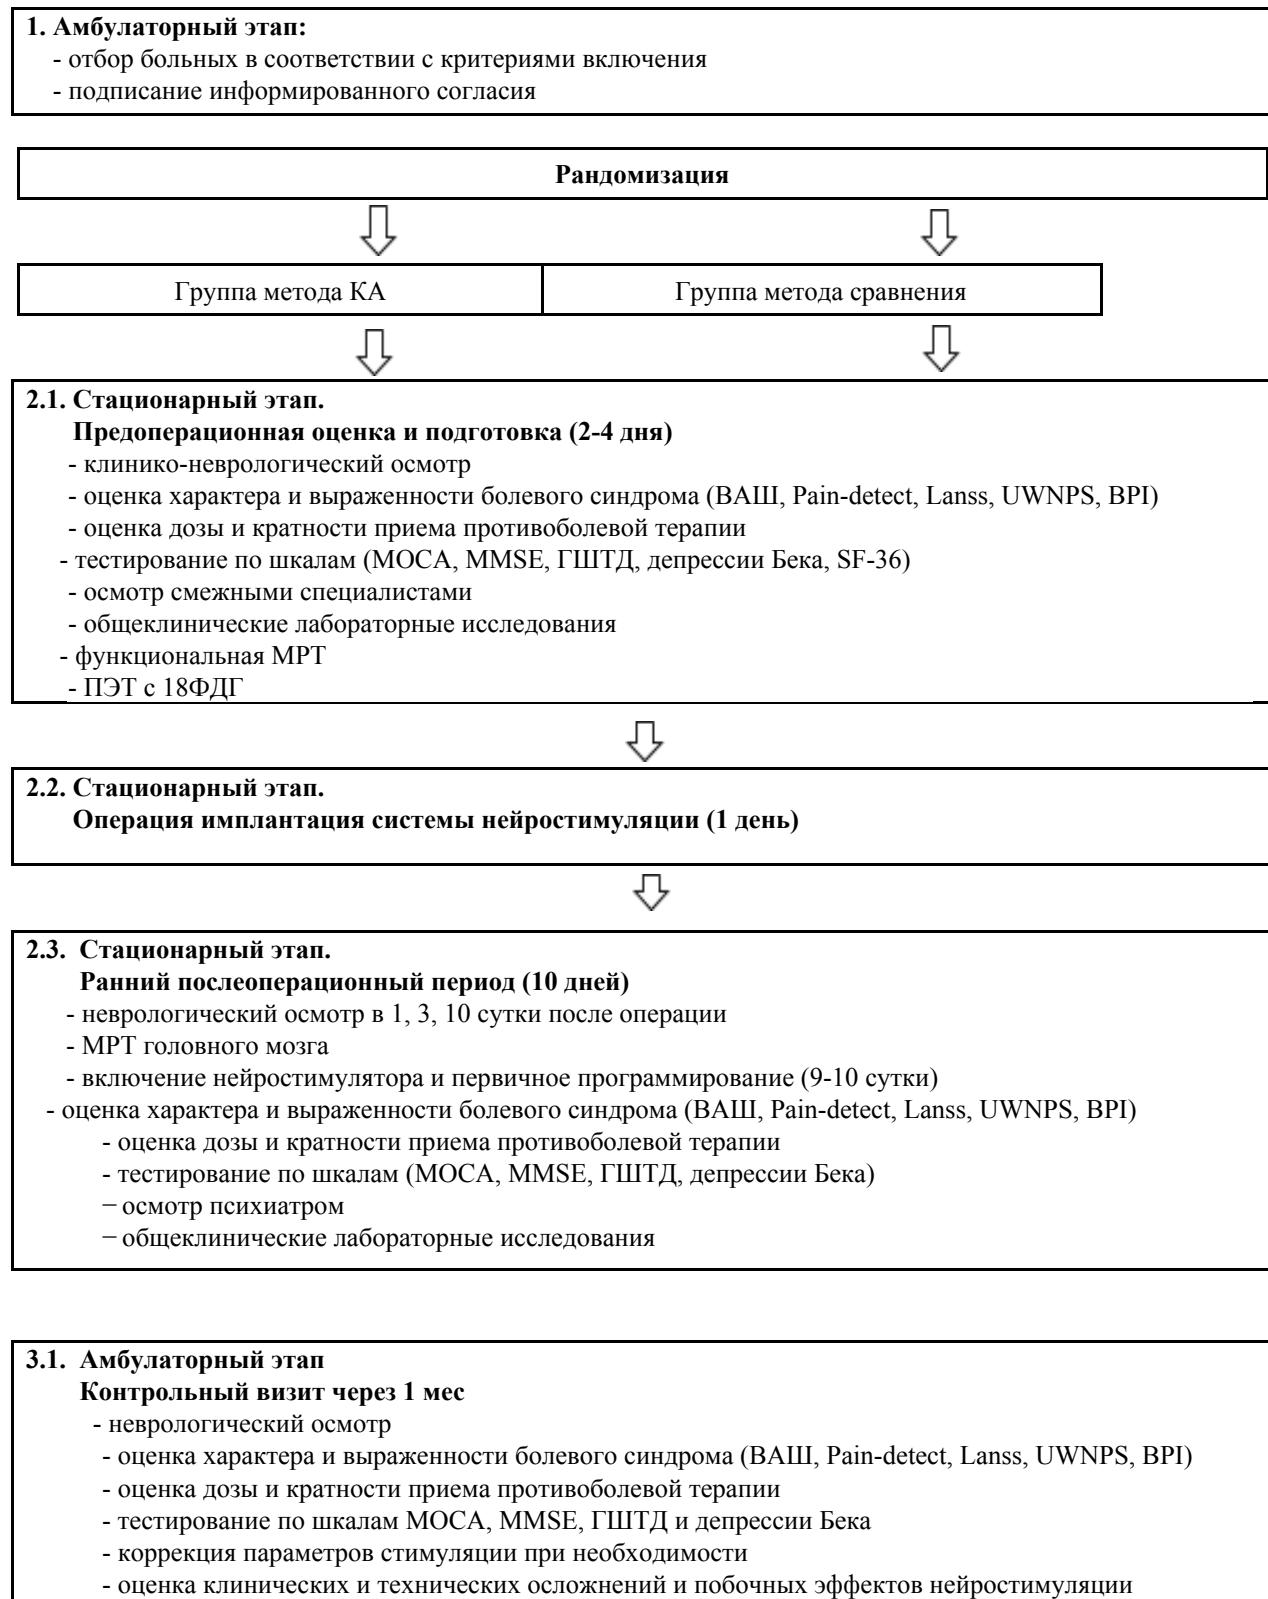 1. Амбулаторный этап:
- отбор больных в соответствии с критериями включения
- подписание информированного согласия
Рандомизация
Группа метода КА
Группа метода сравнения
2.1. Стационарный этап.
Предоперационная оценка и подготовка (2-4 дня)
- клинико-неврологический осмотр
- оценка характера и выраженности болевого синдрома (ВАШ, Pain-detect, Lanss, UWNPS, BPI)
- оценка дозы и кратности приема противоболевой терапии
- тестирование по шкалам (МОСА, MMSE, ГШТД, депрессии Бека, SF-36)
- осмотр смежными специалистами
- общеклинические лабораторные исследования
- функциональная МРТ
- ПЭТ с 18ФДГ
2.2. Стационарный этап.
Операция имплантация системы нейростимуляции (1 день)
2.3. Стационарный этап.
Ранний послеоперационный период (10 дней)
- неврологический осмотр в 1, 3, 10 сутки после операции
- МРТ головного мозга
- включение нейростимулятора и первичное программирование (9-10 сутки)
- оценка характера и выраженности болевого синдрома (ВАШ, Pain-detect, Lanss, UWNPS, BPI)
- оценка дозы и кратности приема противоболевой терапии
- тестирование по шкалам (МОСА, MMSE, ГШТД, депрессии Бека)
− осмотр психиатром
− общеклинические лабораторные исследования
3.1. Амбулаторный этап
Контрольный визит через 1 мес
- неврологический осмотр
- оценка характера и выраженности болевого синдрома (ВАШ, Pain-detect, Lanss, UWNPS, BPI)
- оценка дозы и кратности приема противоболевой терапии
- тестирование по шкалам МОСА, MMSE, ГШТД и депрессии Бека
- коррекция параметров стимуляции при необходимости
- оценка клинических и технических осложнений и побочных эффектов нейростимуляции